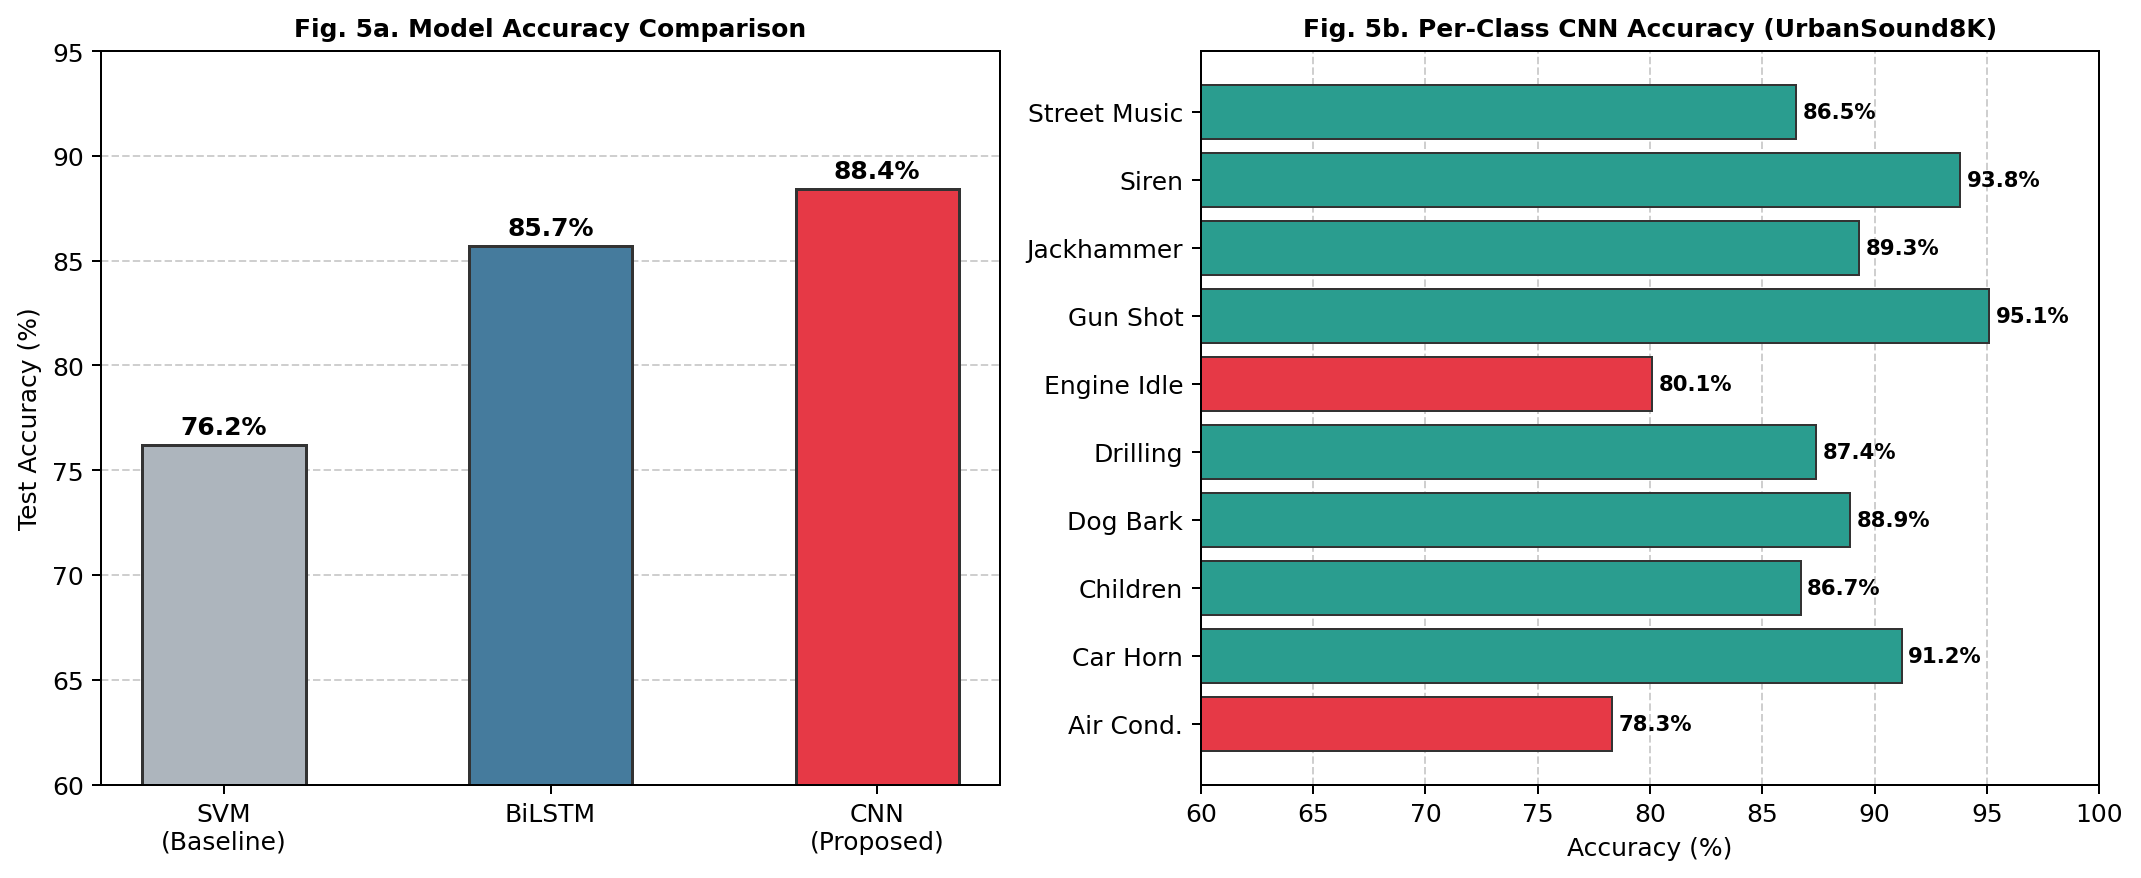 Fig. 5a. Model Accuracy Comparison
Test Accuracy (%)
95
90
85
80
75
70
65
60
76.2%
85.7%
88.4%
SVM
(Baseline)
BiLSTM
CNN
(Proposed)
Fig. 5b. Per-Class CNN Accuracy (UrbanSound8K)
Street Music 86.5%
Siren 93.8%
Jackhammer 89.3%
Gun Shot 95.1%
Engine Idle 80.1%
Drilling 87.4%
Dog Bark 88.9%
Children 86.7%
Car Horn 91.2%
Air Cond. 78.3%
60 65 70 75 80 85 90 95 100
Accuracy (%)